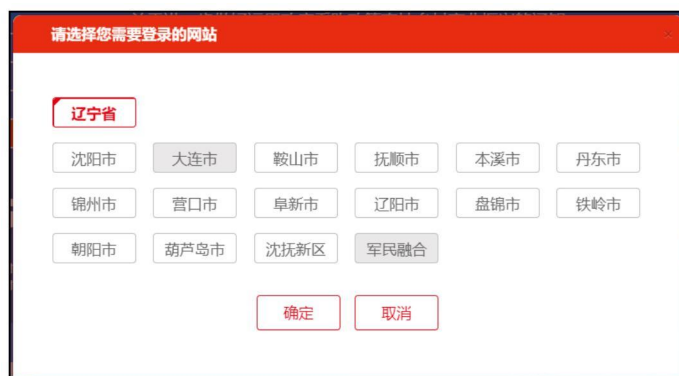 请选择您需要登录的网站
辽宁省
沈阳市 大连市 鞍山市 抚顺市 本溪市 丹东市
锦州市 营口市 阜新市 辽阳市 盘锦市 铁岭市
朝阳市 葫芦岛市 沈抚新区 军民融合
确定 取消